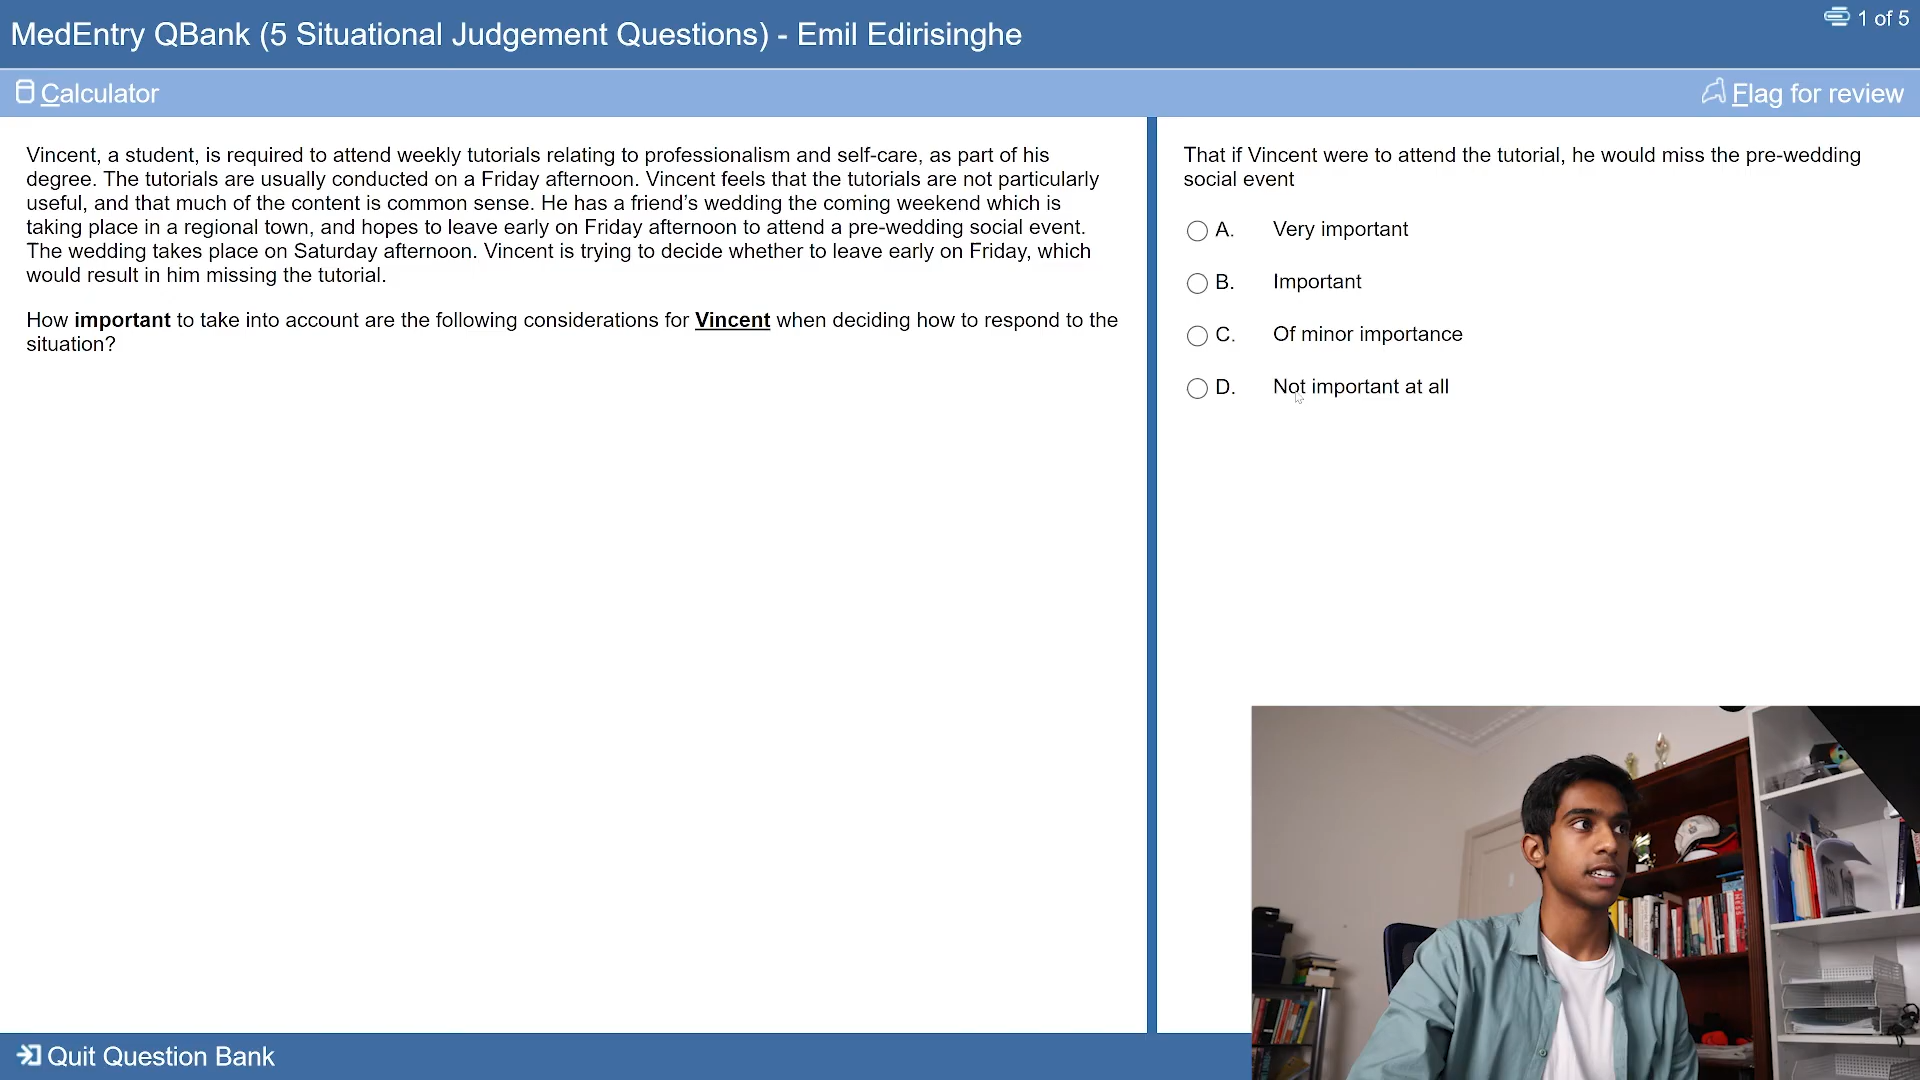 MedEntry QBank (5 Situational Judgement Questions) - Emil Edirisinghe
1 of 5
Calculator
Flag for review
Vincent, a student, is required to attend weekly tutorials relating to professionalism and self-care, as part of his
degree. The tutorials are usually conducted on a Friday afternoon. Vincent feels that the tutorials are not particularly
useful, and that much of the content is common sense. He has a friend's wedding the coming weekend which is
taking place in a regional town, and hopes to leave early on Friday afternoon to attend a pre-wedding social event.
The wedding takes place on Saturday afternoon. Vincent is trying to decide whether to leave early on Friday, which
would result in him missing the tutorial.
How important to take into account are the following considerations for Vincent when deciding how to respond to the
situation?
That if Vincent were to attend the tutorial, he would miss the pre-wedding
social event
A. Very important
B. Important
C. Of minor importance
D. Not important at all
Quit Question Bank